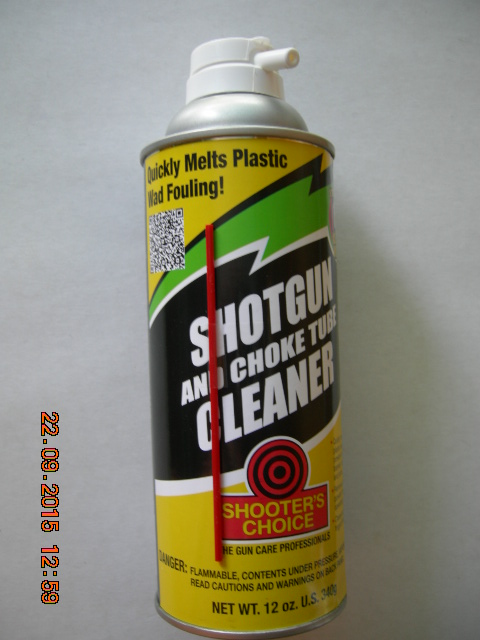 Quickly Melts Plastic
Wad Fouling!
SHOTGUN
AND CHOKE TUBE
CLEANER
SHOOTER'S
CHOICE
THE GUN CARE PROFESSIONALS
DANGER: FLAMMABLE, CONTENTS UNDER PRESSURE
READ CAUTIONS AND WARNINGS ON BACK
NET WT. 12 oz. U.S. 340g
22.09.2015 12:59